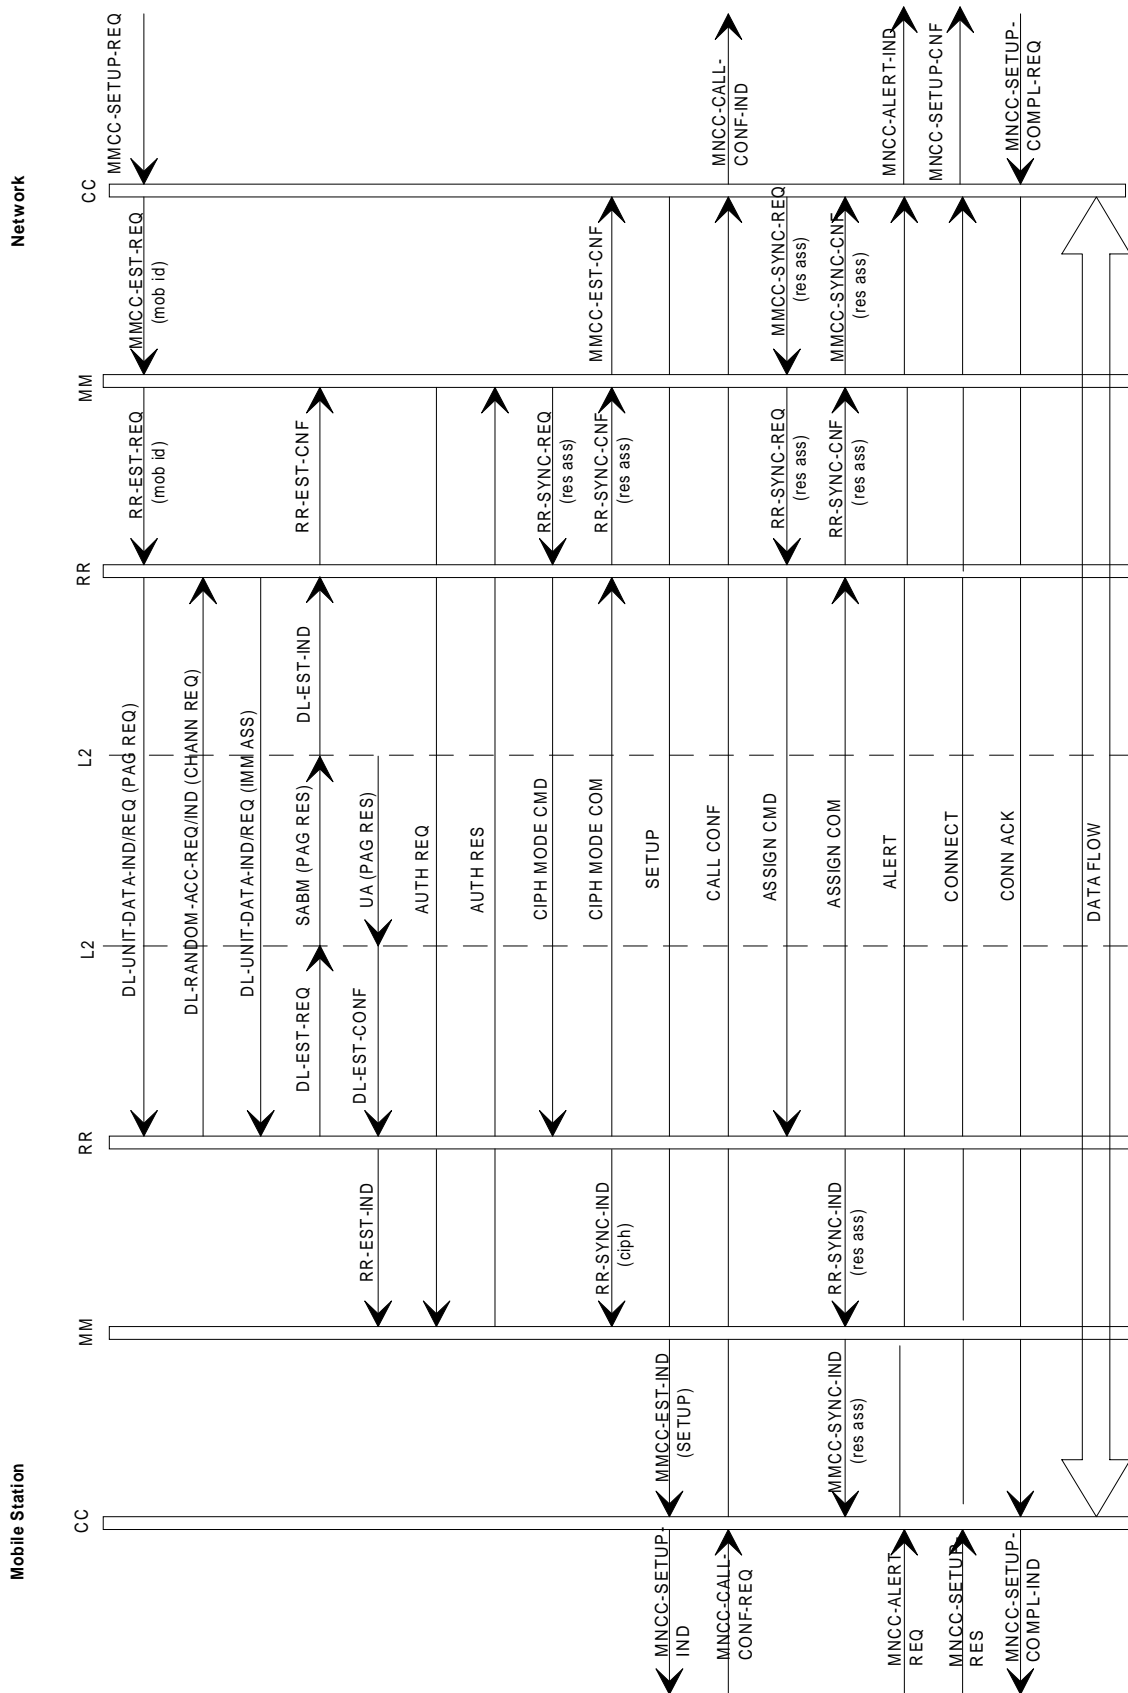 Mobile Station
Network
CC
MM
RR
L2
L2
RR
MM
CC
DL-UNIT-DATA-IND/REQ (PAG REQ)
RR-EST-REQ
(mob id)
MMCC-EST-REQ
(mob id)
MMCC-SETUP-REQ
DL-RANDOM-ACC-REQ/IND (CHANN REQ)
DL-UNIT-DATA-IND/REQ (IMM ASS)
DL-EST-REQ
SABM (PAG RES)
DL-EST-IND
RR-EST-CNF
RR-EST-IND
DL-EST-CONF
UA (PAG RES)
AUTH REQ
AUTH RES
CIPH MODE CMD
RR-SYNC-REQ
(res ass)
RR-SYNC-IND
(ciph)
CIPH MODE COM
RR-SYNC-CNF
(res ass)
MMCC-EST-CNF
MNCC-SETUP-
IND
MMCC-EST-IND
(SETUP)
SETUP
MNCC-CALL-
CONF-REQ
CALL CONF
MNCC-CALL-
CONF-IND
ASSIGN CMD
RR-SYNC-REQ
(res ass)
MMCC-SYNC-REQ
(res ass)
MMCC-SYNC-IND
(res ass)
RR-SYNC-IND
(res ass)
ASSIGN COM
RR-SYNC-CNF
(res ass)
MMCC-SYNC-CNF
(res ass)
MNCC-ALERT
REQ
ALERT
MNCC-ALERT-IND
MNCC-SETUP-
RES
CONNECT
MNCC-SETUP-CNF
MNCC-SETUP-
COMPL-IND
CONN ACK
MNCC-SETUP-
COMPL-REQ
DATA FLOW